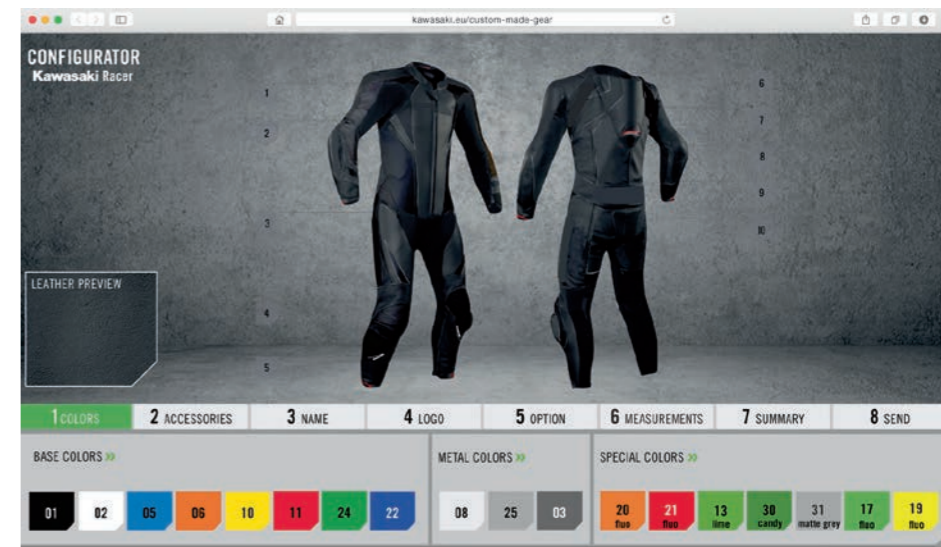 kawasaki.eu/custom-made-gear
CONFIGURATOR
Kawasaki Racer
1
2
3
4
5
6
7
8
9
10
LEATHER PREVIEW
1 COLORS
2 ACCESSORIES
3 NAME
4 LOGO
5 OPTION
6 MEASUREMENTS
7 SUMMARY
8 SEND
BASE COLORS »
METAL COLORS »
SPECIAL COLORS »
01
02
05
06
10
11
24
22
08
25
03
20
fluo
21
fluo
13
lime
30
candy
31
matte grey
17
fluo
19
fluo